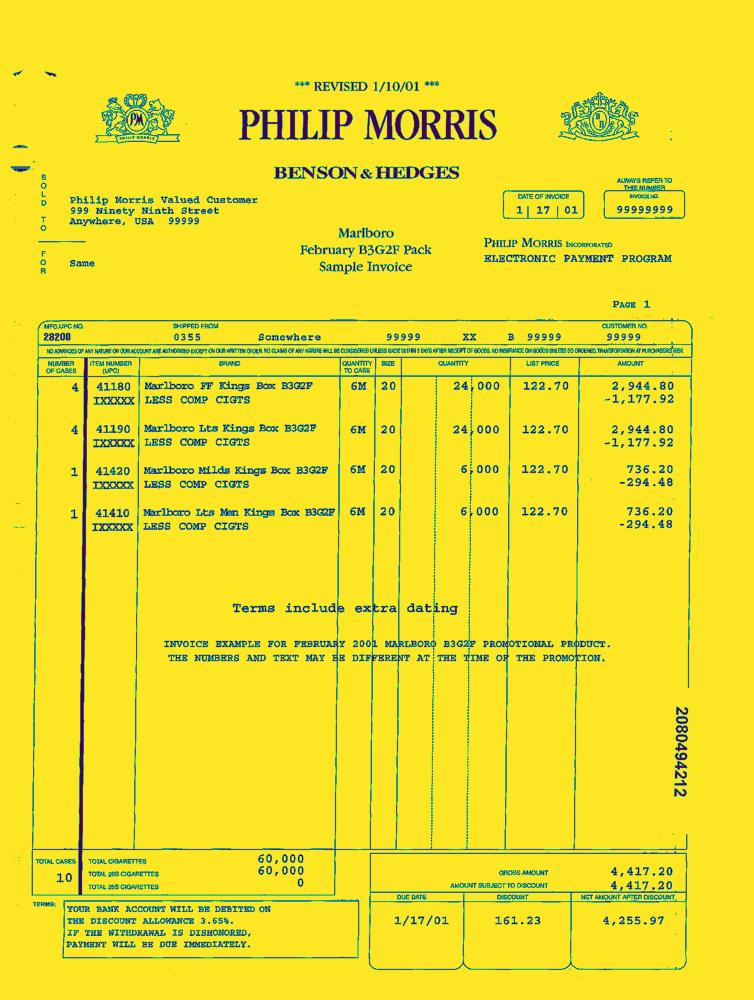 *** REVISED 1/10/01 ***
PM
PHILIP MORRIS
PHILIP MORRIS
BENSON & HEDGES
SOLD TO
Philip Morris Valued Customer
999 Ninety Ninth Street
Anywhere, USA 99999
FOR
Same
Marlboro
February B3G2F Pack
Sample Invoice
DATE OF INVOICE
1 | 17 | 01
ALWAYS REFER TO
THIS NUMBER
INVOICE NO.
99999999
PHILIP MORRIS INCORPORATED
ELECTRONIC PAYMENT PROGRAM
PAGE 1
MFG.UPC NO. SHIPPED FROM CUSTOMER NO.
28200 0355 Somewhere 99999 XX B 99999 99999
NO ADVANCES OF ANY NATURE ON OUR ACCOUNT ARE AUTHORIZED EXCEPT ON OUR WRITTEN ORDER. NO CLAIMS OF ANY NATURE WILL BE CONSIDERED UNLESS MADE WITHIN 5 DAYS AFTER RECEIPT OF GOODS. NO INSURANCE ON GOODS UNLESS SO ORDERED. TRANSPORTATION AT PURCHASER'S RISK
NUMBER OF CASES ITEM NUMBER (UPC) BRAND QUANTITY TO CASE SIZE QUANTITY LIST PRICE AMOUNT
4 41180 Marlboro FF Kings Box B3G2F 6M 20 24,000 122.70 2,944.80
IXXXXX LESS COMP CIGTS -1,177.92
4 41190 Marlboro Lts Kings Box B3G2F 6M 20 24,000 122.70 2,944.80
IXXXXX LESS COMP CIGTS -1,177.92
1 41420 Marlboro Milds Kings Box B3G2F 6M 20 6,000 122.70 736.20
IXXXXX LESS COMP CIGTS -294.48
1 41410 Marlboro Lts Men Kings Box B3G2F 6M 20 6,000 122.70 736.20
IXXXXX LESS COMP CIGTS -294.48
Terms include extra dating
INVOICE EXAMPLE FOR FEBRUARY 2001 MARLBORO B3G2F PROMOTIONAL PRODUCT.
THE NUMBERS AND TEXT MAY BE DIFFERENT AT THE TIME OF THE PROMOTION.
2080494212
TOTAL CASES
10
TOTAL CIGARETTES 60,000
TOTAL 20S CIGARETTES 60,000
TOTAL 25S CIGARETTES 0
GROSS AMOUNT 4,417.20
AMOUNT SUBJECT TO DISCOUNT 4,417.20
DUE DATE DISCOUNT NET AMOUNT AFTER DISCOUNT
1/17/01 161.23 4,255.97
TERMS:
YOUR BANK ACCOUNT WILL BE DEBITED ON
THE DISCOUNT ALLOWANCE 3.65%.
IF THE WITHDRAWAL IS DISHONORED,
PAYMENT WILL BE DUE IMMEDIATELY.